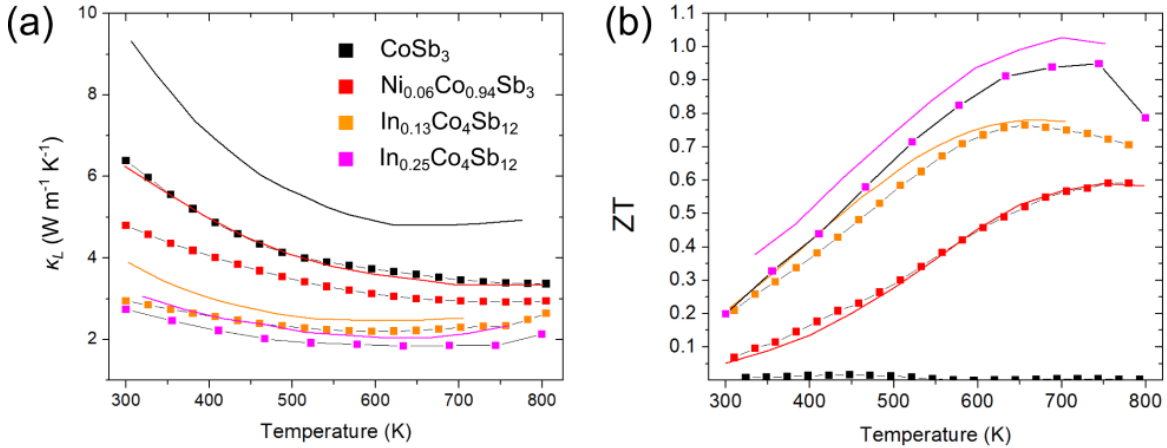 (a)
10
8
6
4
2
κL (W m⁻¹ K⁻¹)
CoSb₃
Ni₀.₀₆Co₀.₉₄Sb₃
In₀.₁₃Co₄Sb₁₂
In₀.₂₅Co₄Sb₁₂
300 400 500 600 700 800
Temperature (K)
(b)
1.1
1.0
0.9
0.8
0.7
0.6
0.5
0.4
0.3
0.2
0.1
ZT
300 400 500 600 700 800
Temperature (K)